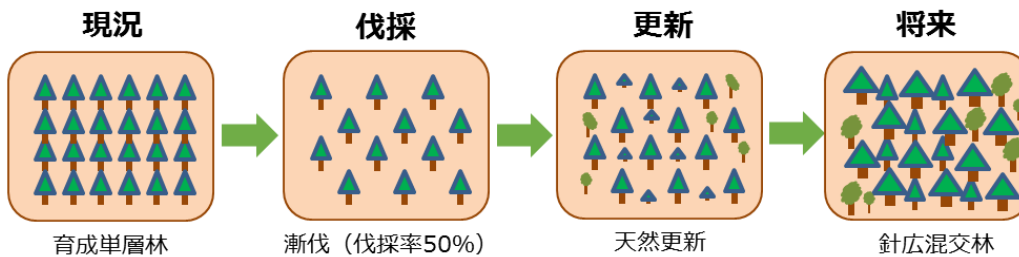 現況
伐採
更新
将来
育成単層林
漸伐（伐採率50%）
天然更新
針広混交林